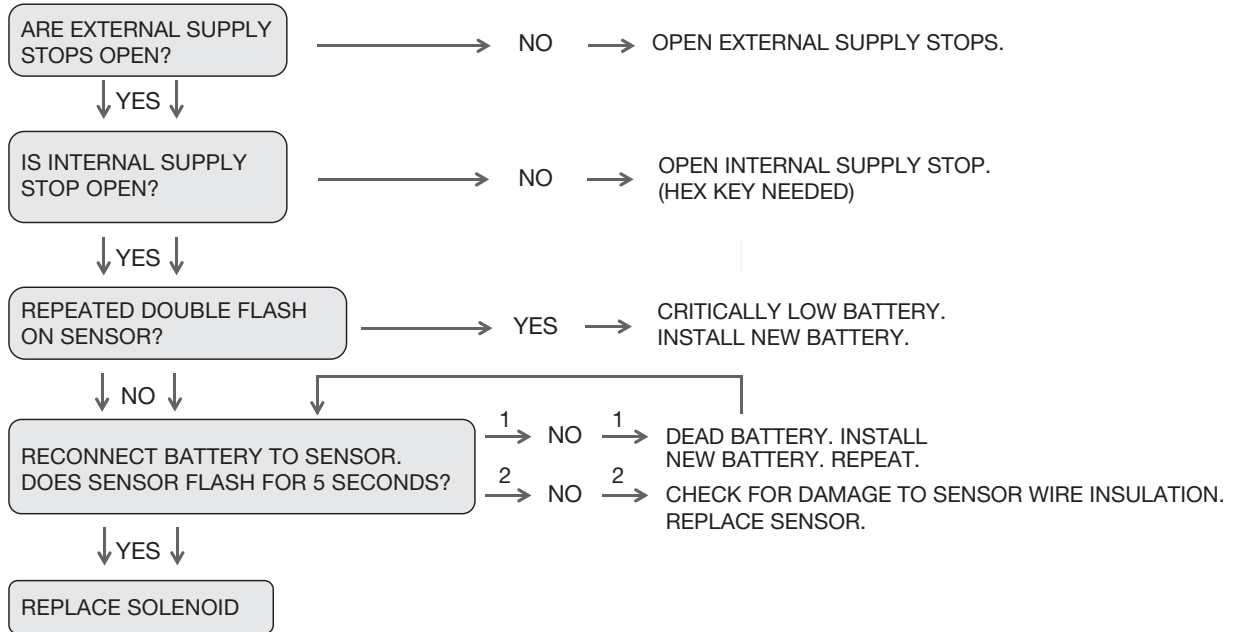 ARE EXTERNAL SUPPLY
STOPS OPEN?
NO
OPEN EXTERNAL SUPPLY STOPS.
YES
IS INTERNAL SUPPLY
STOP OPEN?
NO
OPEN INTERNAL SUPPLY STOP.
(HEX KEY NEEDED)
YES
REPEATED DOUBLE FLASH
ON SENSOR?
YES
CRITICALLY LOW BATTERY.
INSTALL NEW BATTERY.
NO
RECONNECT BATTERY TO SENSOR.
DOES SENSOR FLASH FOR 5 SECONDS?
1 NO 1
DEAD BATTERY. INSTALL
NEW BATTERY. REPEAT.
2 NO 2
CHECK FOR DAMAGE TO SENSOR WIRE INSULATION.
REPLACE SENSOR.
YES
REPLACE SOLENOID